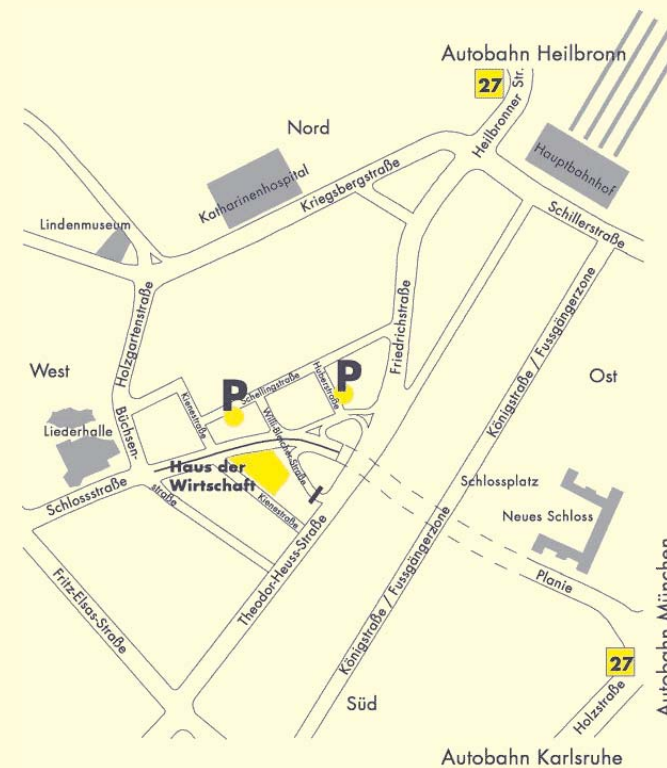 Autobahn Heilbronn
27
Heilbronner Str.
Nord
Hauptbahnhof
Katharinenhospital
Kriegsbergstraße
Schillerstraße
Lindenmuseum
Holzgartenstraße
Friedrichstraße
Königstraße / Fussgängerzone
West
Ost
P
P
Schellingstraße
Huberstraße
Kienestraße
Willi-Bleicher-Straße
Büchsen-
straße
Liederhalle
Haus der
Wirtschaft
Kienestraße
Schlossstraße
Schlossplatz
Neues Schloss
Theodor-Heuss-Straße
Planie
Fritz-Elsas-Straße
Königstraße / Fussgängerzone
Autobahn München
27
Holzstraße
Süd
Autobahn Karlsruhe